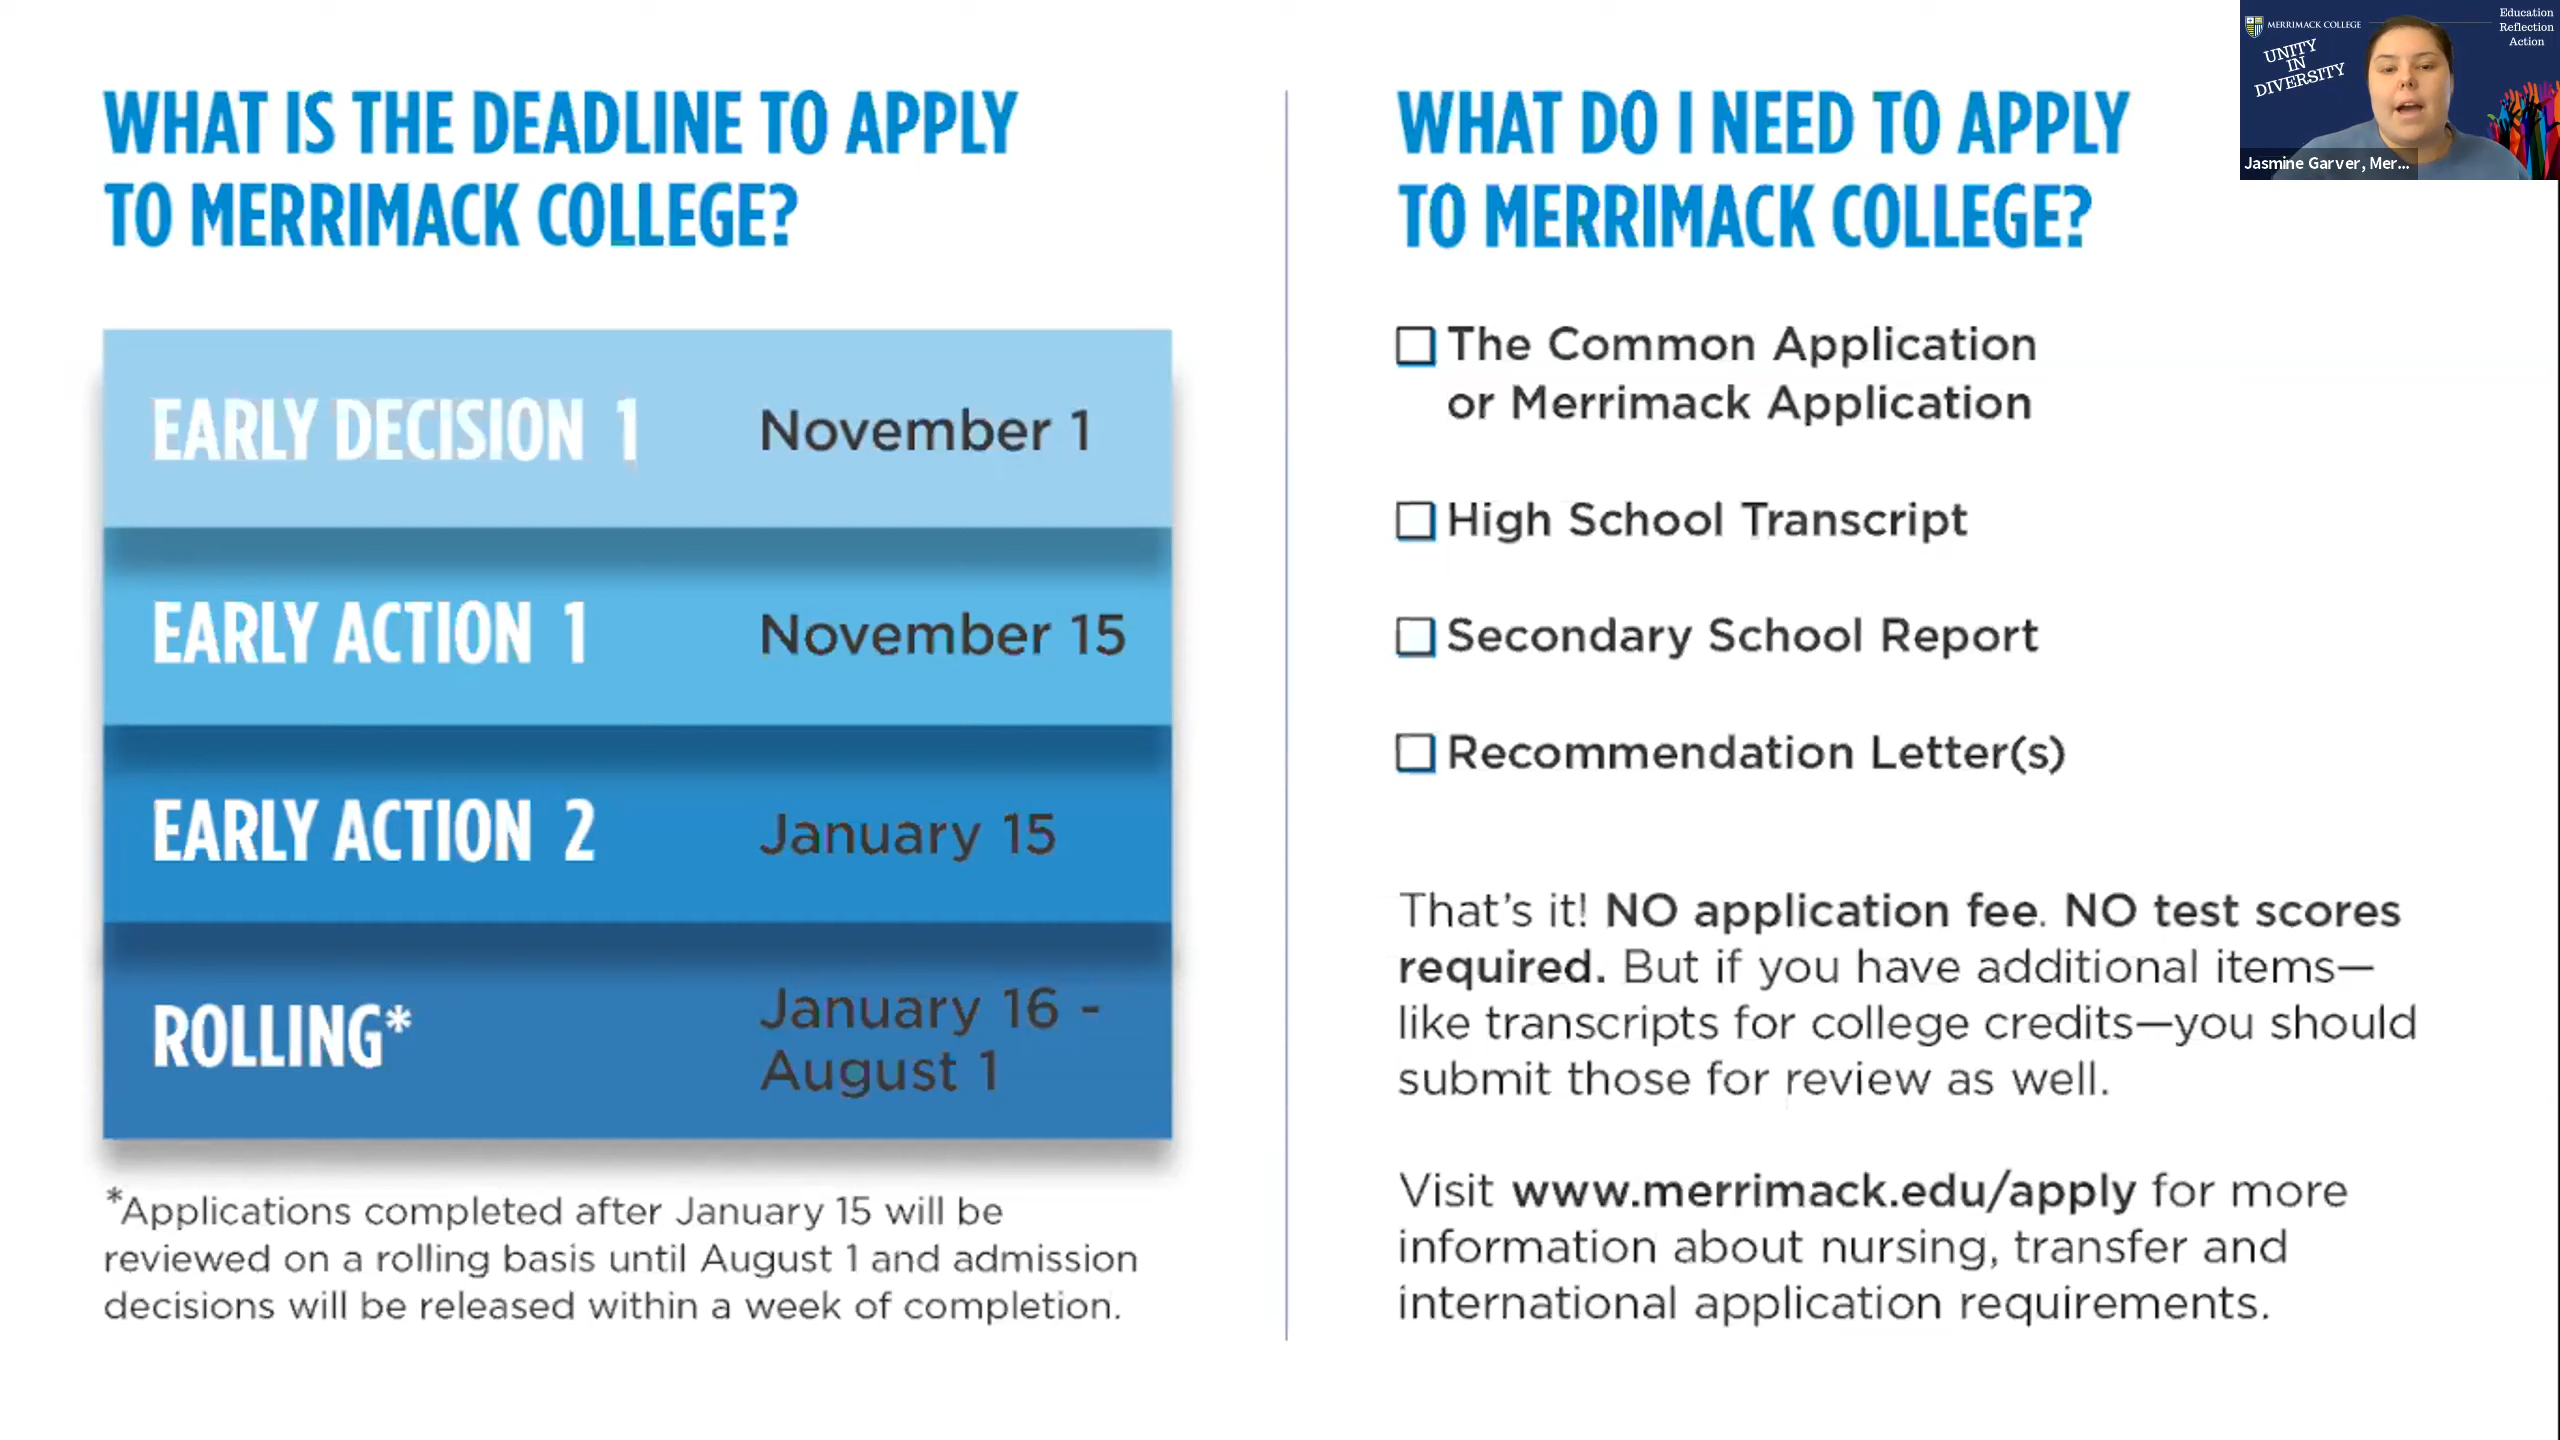 WHAT IS THE DEADLINE TO APPLY
TO MERRIMACK COLLEGE?
EARLY DECISION 1 November 1
EARLY ACTION 1 November 15
EARLY ACTION 2 January 15
ROLLING* January 16 -
August 1
*Applications completed after January 15 will be
reviewed on a rolling basis until August 1 and admission
decisions will be released within a week of completion.
WHAT DO I NEED TO APPLY
TO MERRIMACK COLLEGE?
The Common Application
or Merrimack Application
High School Transcript
Secondary School Report
Recommendation Letter(s)
That's it! NO application fee. NO test scores
required. But if you have additional items—
like transcripts for college credits—you should
submit those for review as well.
Visit www.merrimack.edu/apply for more
information about nursing, transfer and
international application requirements.
MERRIMACK COLLEGE
UNITY
IN
DIVERSITY
Education
Reflection
Action
Jasmine Garver, Mer...